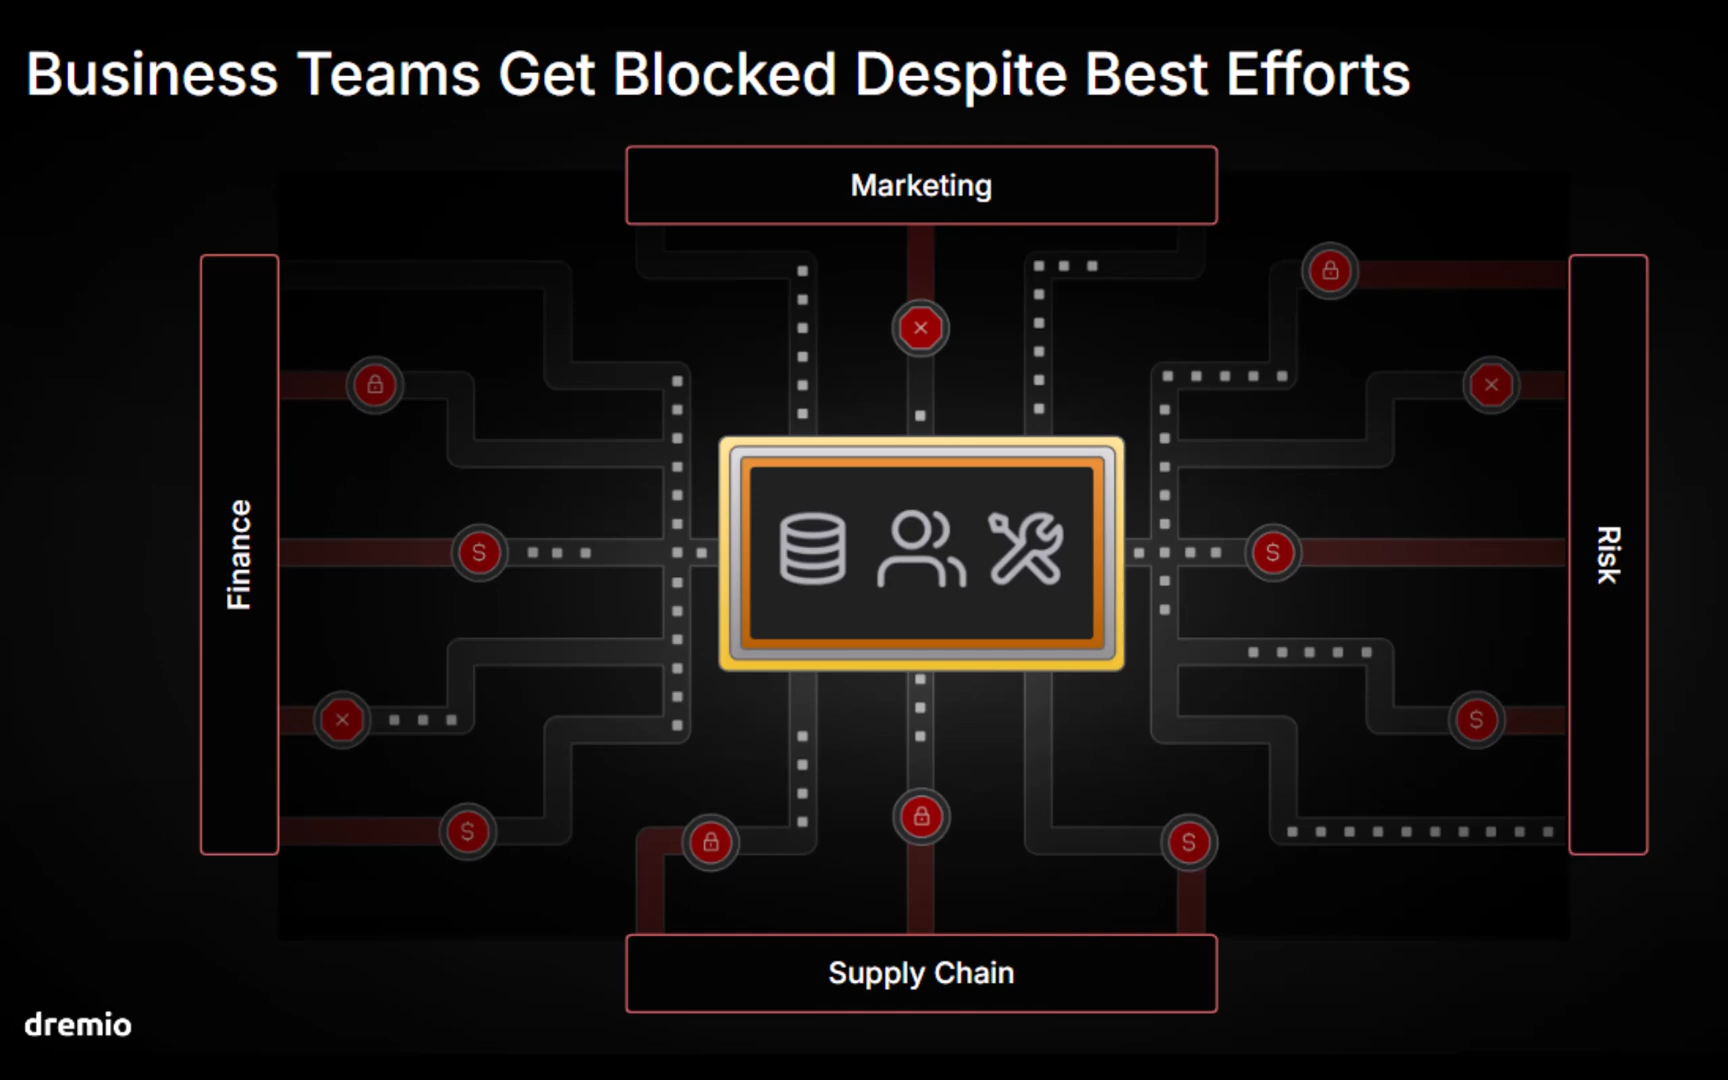 Business Teams Get Blocked Despite Best Efforts
Marketing
Finance
Risk
$
$
$
$
$
Supply Chain
dremio